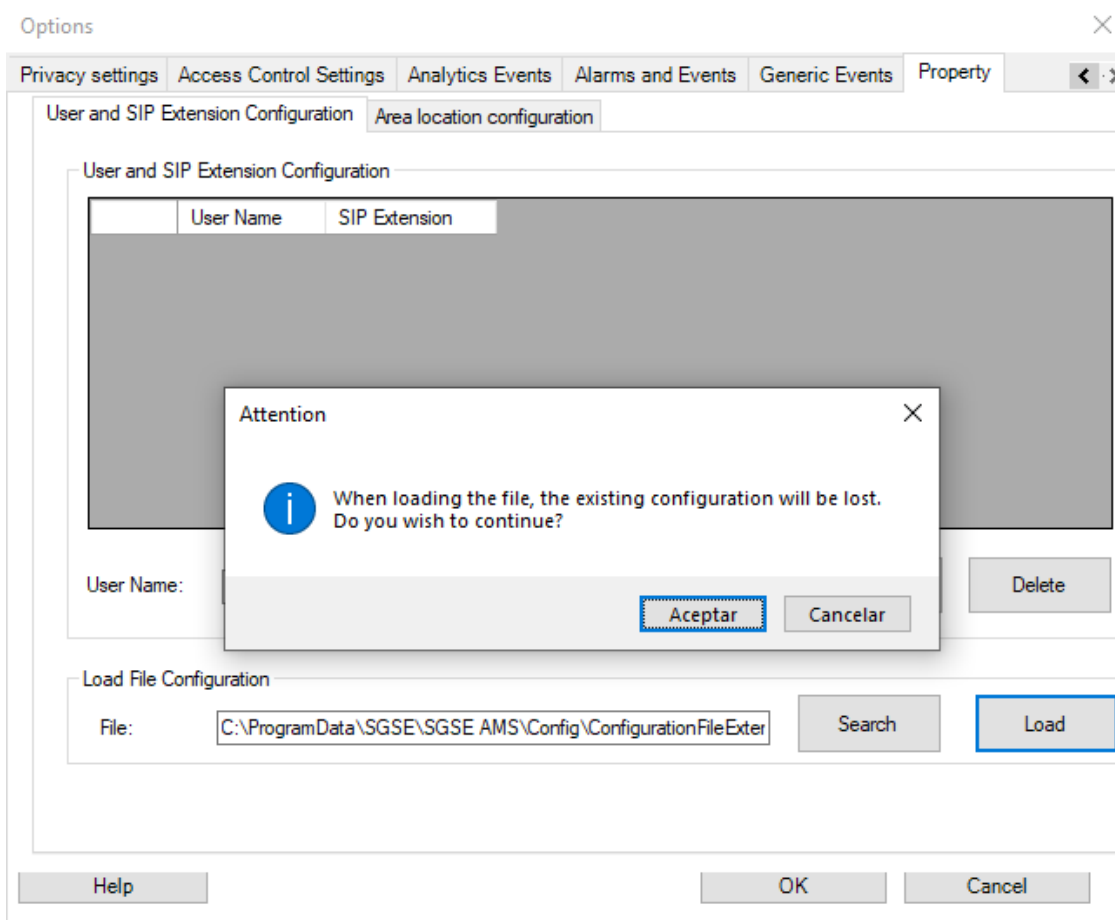 Options
Privacy settings Access Control Settings Analytics Events Alarms and Events Generic Events Property
User and SIP Extension Configuration Area location configuration
User and SIP Extension Configuration
User Name SIP Extension
Attention
When loading the file, the existing configuration will be lost.
Do you wish to continue?
User Name: Delete
Aceptar Cancelar
Load File Configuration
File: C:\ProgramData\SGSE\SGSE AMS\Config\ConfigurationFileExter Search Load
Help OK Cancel